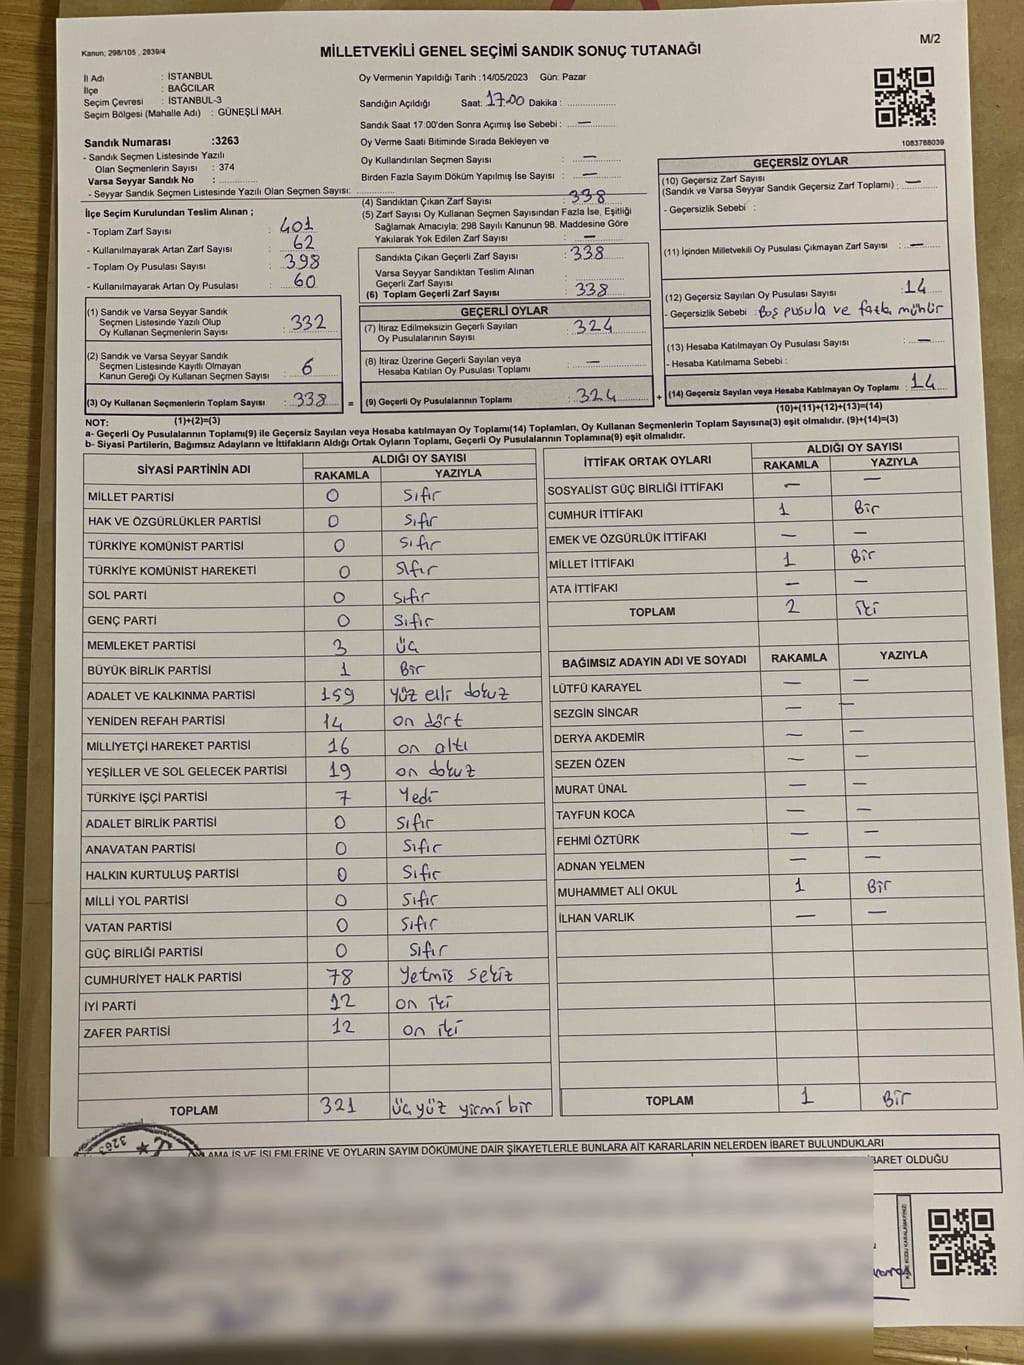 Kanun; 298/105 , 2839/4
MİLLETVEKİLİ GENEL SEÇİMİ SANDIK SONUÇ TUTANAĞI
M/2
İl Adı : İSTANBUL
İlçe : BAĞCILAR
Seçim Çevresi : İSTANBUL-3
Seçim Bölgesi (Mahalle Adı) : GÜNEŞLİ MAH.
Oy Vermenin Yapıldığı Tarih :14/05/2023 Gün: Pazar
Sandığın Açıldığı Saat: 17.00 Dakika :
Sandık Saat 17:00'den Sonra Açımış İse Sebebi : —
Oy Verme Saati Bitiminde Sırada Bekleyen ve
Oy Kullandırılan Seçmen Sayısı : —
Birden Fazla Sayım Döküm Yapılmış İse Sayısı : —
1083788039
Sandık Numarası :3263
- Sandık Seçmen Listesinde Yazılı
Olan Seçmenlerin Sayısı : 374
Varsa Seyyar Sandık No :
- Seyyar Sandık Seçmen Listesinde Yazılı Olan Seçmen Sayısı:
İlçe Seçim Kurulundan Teslim Alınan ;
- Toplam Zarf Sayısı : 401
- Kullanılmayarak Artan Zarf Sayısı : 62
- Toplam Oy Pusulası Sayısı : 398
- Kullanılmayarak Artan Oy Pusulası : 60
(4) Sandıktan Çıkan Zarf Sayısı : 338
(5) Zarf Sayısı Oy Kullanan Seçmen Sayısından Fazla İse, Eşitliği
Sağlamak Amacıyla; 298 Sayılı Kanunun 98. Maddesine Göre
Yakılarak Yok Edilen Zarf Sayısı : —
Sandıkta Çıkan Geçerli Zarf Sayısı : 338
Varsa Seyyar Sandıktan Teslim Alınan
Geçerli Zarf Sayısı :
(6) Toplam Geçerli Zarf Sayısı : 338
GEÇERSİZ OYLAR
(10) Geçersiz Zarf Sayısı : —
(Sandık ve Varsa Seyyar Sandık Geçersiz Zarf Toplamı)
- Geçersizlik Sebebi :
(11) İçinden Milletvekili Oy Pusulası Çıkmayan Zarf Sayısı : —
(12) Geçersiz Sayılan Oy Pusulası Sayısı : 14
- Geçersizlik Sebebi : Boş pusula ve fazla mühür
(13) Hesaba Katılmayan Oy Pusulası Sayısı : —
- Hesaba Katılmama Sebebi :
(14) Geçersiz Sayılan veya Hesaba Katılmayan Oy Toplamı : 14
(10)+(11)+(12)+(13)=(14)
(1) Sandık ve Varsa Seyyar Sandık
Seçmen Listesinde Yazılı Olup
Oy Kullanan Seçmenlerin Sayısı : 332
(2) Sandık ve Varsa Seyyar Sandık
Seçmen Listesinde Kayıtlı Olmayan
Kanun Gereği Oy Kullanan Seçmen Sayısı : 6
(3) Oy Kullanan Seçmenlerin Toplam Sayısı : 338 =
(1)+(2)=(3)
GEÇERLİ OYLAR
(7) İtiraz Edilmeksizin Geçerli Sayılan
Oy Pusulalarının Sayısı : 324
(8) İtiraz Üzerine Geçerli Sayılan veya
Hesaba Katılan Oy Pusulası Toplamı : —
(9) Geçerli Oy Pusulalarının Toplamı : 324 +
NOT:
a- Geçerli Oy Pusulaları Toplamı(9) ile Geçersiz Sayılan veya Hesaba katılmayan Oy Toplamı(14) Toplamları, Oy Kullanan Seçmenlerin Toplam Sayısına(3) eşit olmalıdır. (9)+(14)=(3)
b- Siyasi Partilerin, Bağımsız Adayların ve İttifakların Aldığı Ortak Oyların Toplamı, Geçerli Oy Pusulalarının Toplamına(9) eşit olmalıdır.
SİYASİ PARTİNİN ADI ALDIĞI OY SAYISI
RAKAMLA YAZIYLA
MİLLET PARTİSİ 0 Sıfır
HAK VE ÖZGÜRLÜKLER PARTİSİ 0 Sıfır
TÜRKİYE KOMÜNİST PARTİSİ 0 Sıfır
TÜRKİYE KOMÜNİST HAREKETİ 0 Sıfır
SOL PARTİ 0 Sıfır
GENÇ PARTİ 0 Sıfır
MEMLEKET PARTİSİ 3 üç
BÜYÜK BİRLİK PARTİSİ 1 Bir
ADALET VE KALKINMA PARTİSİ 159 yüz elli dokuz
YENİDEN REFAH PARTİSİ 14 on dört
MİLLİYETÇİ HAREKET PARTİSİ 16 on altı
YEŞİLLER VE SOL GELECEK PARTİSİ 19 on dokuz
TÜRKİYE İŞÇİ PARTİSİ 7 Yedi
ADALET BİRLİK PARTİSİ 0 Sıfır
ANAVATAN PARTİSİ 0 Sıfır
HALKIN KURTULUŞ PARTİSİ 0 Sıfır
MİLLİ YOL PARTİSİ 0 Sıfır
VATAN PARTİSİ 0 Sıfır
GÜÇ BİRLİĞİ PARTİSİ 0 Sıfır
CUMHURİYET HALK PARTİSİ 78 Yetmiş sekiz
İYİ PARTİ 12 on iki
ZAFER PARTİSİ 12 on iki
TOPLAM 321 üç yüz yirmi bir
İTTİFAK ORTAK OYLARI ALDIĞI OY SAYISI
RAKAMLA YAZIYLA
SOSYALİST GÜÇ BİRLİĞİ İTTİFAKI — —
CUMHUR İTTİFAKI 1 Bir
EMEK VE ÖZGÜRLÜK İTTİFAKI — —
MİLLET İTTİFAKI 1 Bir
ATA İTTİFAKI — —
TOPLAM 2 iki
BAĞIMSIZ ADAYIN ADI VE SOYADI RAKAMLA YAZIYLA
LÜTFÜ KARAYEL — —
SEZGİN SİNCAR — —
DERYA AKDEMİR — —
SEZEN ÖZEN — —
MURAT ÜNAL — —
TAYFUN KOCA — —
FEHMİ ÖZTÜRK — —
ADNAN YELMEN — —
MUHAMMET ALİ OKUL 1 Bir
İLHAN VARLIK — —
TOPLAM 1 Bir
3263
AMA İŞ VE İŞLEMLERİNE VE OYLARIN SAYIM DÖKÜMÜNE DAİR ŞİKAYETLERLE BUNLARA AİT KARARLARIN NELERDEN İBARET BULUNDUKLARI
BARET OLDUĞU